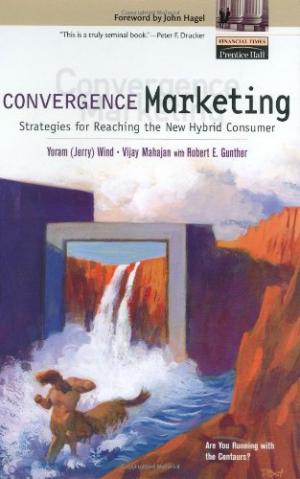 Foreword by John Hagel
"This is a truly seminal book."—Peter F. Drucker
FINANCIAL TIMES
Prentice Hall
Convergence
CONVERGENCE Marketing
Marketing
Strategies for Reaching the New Hybrid Consumer
Yoram (Jerry) Wind · Vijay Mahajan with Robert E. Gunther
Are You Running with
the Centaurs?